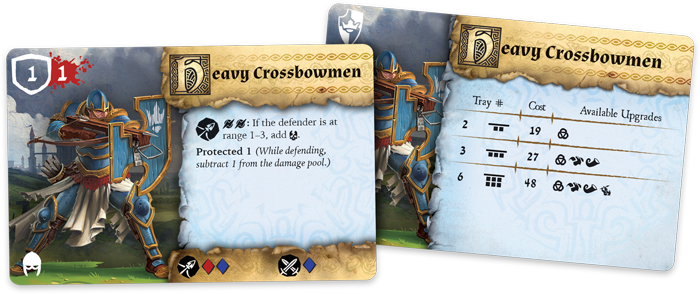 1 1
Heavy Crossbowmen
: If the defender is at
range 1–3, add .
Protected 1 (While defending,
subtract 1 from the damage pool.)
Heavy Crossbowmen
Tray # Cost Available Upgrades
2 19
3 27
6 48